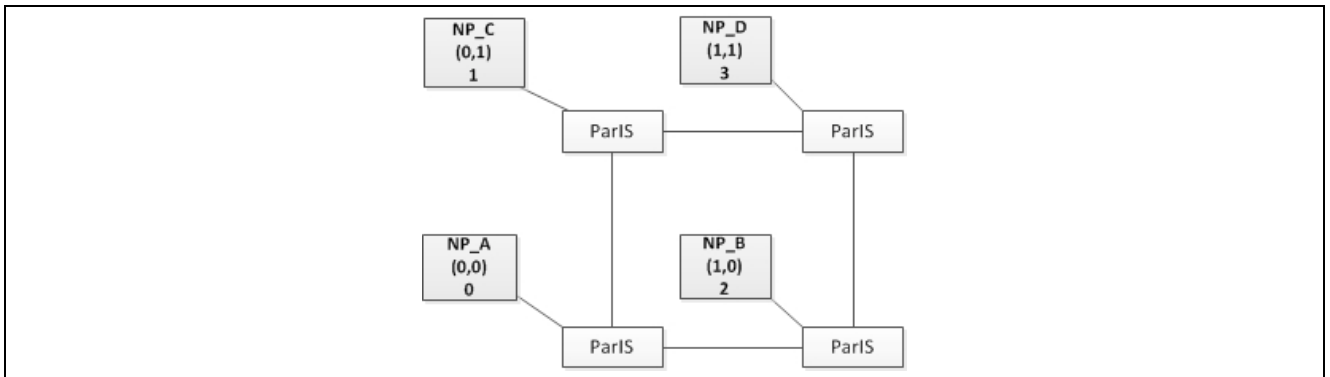 NP_C
(0,1)
1
NP_D
(1,1)
3
ParIS
ParIS
NP_A
(0,0)
0
NP_B
(1,0)
2
ParIS
ParIS